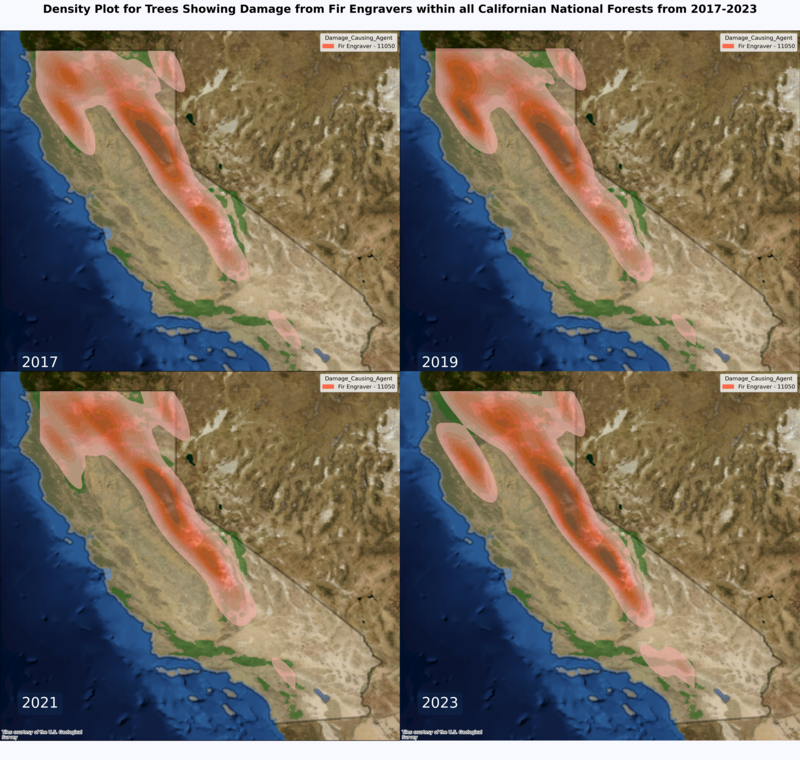 Density Plot for Trees Showing Damage from Fir Engravers within all Californian National Forests from 2017-2023
Damage_Causing_Agent
Fir Engraver - 11050
Damage_Causing_Agent
Fir Engraver - 11050
2017
2019
Damage_Causing_Agent
Fir Engraver - 11050
Damage_Causing_Agent
Fir Engraver - 11050
2021
2023
Tiles courtesy of the U.S. Geological
Survey
Tiles courtesy of the U.S. Geological
Survey